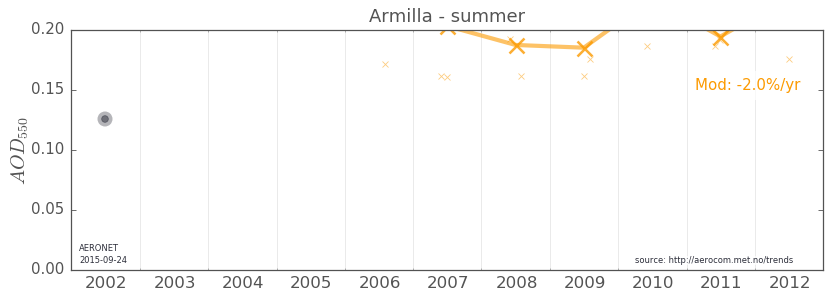 Armilla - summer
0.20
0.15
0.10
0.05
0.00
AOD550
Mod: -2.0%/yr
AERONET
2015-09-24
source: http://aerocom.met.no/trends
2002 2003 2004 2005 2006 2007 2008 2009 2010 2011 2012